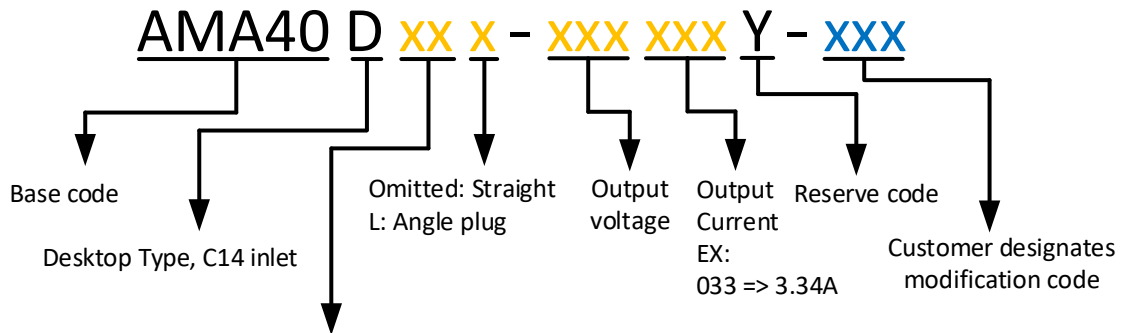 AMA40 D xx x - xxx xxx Y - xxx
Base code
Desktop Type, C14 inlet
Omitted: Straight
L: Angle plug
Output
voltage
Output
Current
EX:
033 => 3.34A
Reserve code
Customer designates
modification code